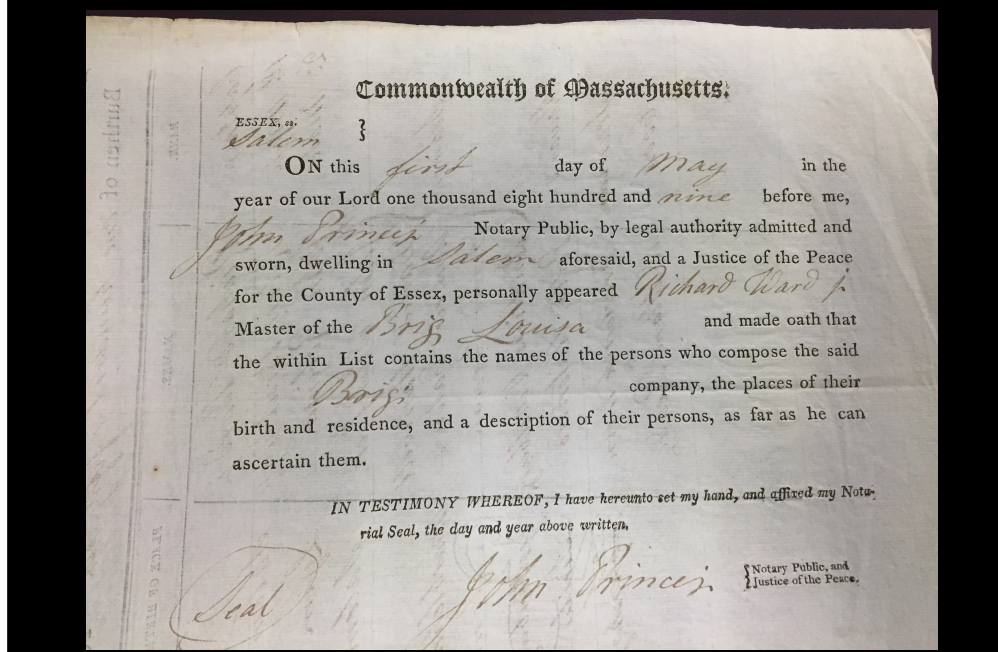 Commonwealth of Massachusetts.
ESSEX, ss. }
Salem
ON this first day of May in the
year of our Lord one thousand eight hundred and nine before me,
John Prince jr Notary Public, by legal authority admitted and
sworn, dwelling in Salem aforesaid, and a Justice of the Peace
for the County of Essex, personally appeared Richard Ward jr
Master of the Brig Louisa and made oath that
the within List contains the names of the persons who compose the said
Brigs company, the places of their
birth and residence, and a description of their persons, as far as he can
ascertain them.
IN TESTIMONY WHEREOF, I have hereunto set my hand, and affixed my Nota-
rial Seal, the day and year above written.
John Prince jr } Notary Public, and
Justice of the Peace.
Seal
Burthen of